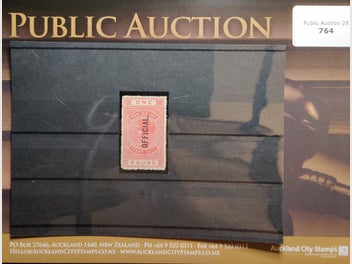 PUBLIC AUCTION
Public Auction 28
764
ONE
OFFICIAL
POUND
PO BOX 27646, AUCKLAND 1440, NEW ZEALAND · PH +64 9 522 0311 · FAX +64 9 522 0313
HELLO@AUCKLANDCITYSTAMPS.CO.NZ · WWW.AUCKLANDCITYSTAMPS.CO.NZ
Auckland City Stamps